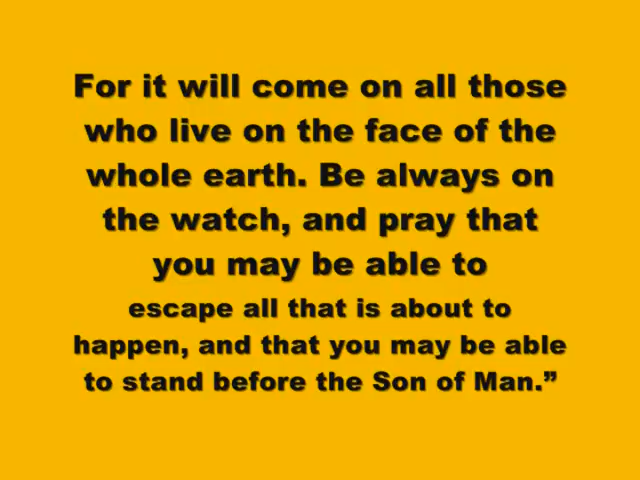 For it will come on all those
who live on the face of the
whole earth. Be always on
the watch, and pray that
you may be able to
escape all that is about to
happen, and that you may be able
to stand before the Son of Man.”